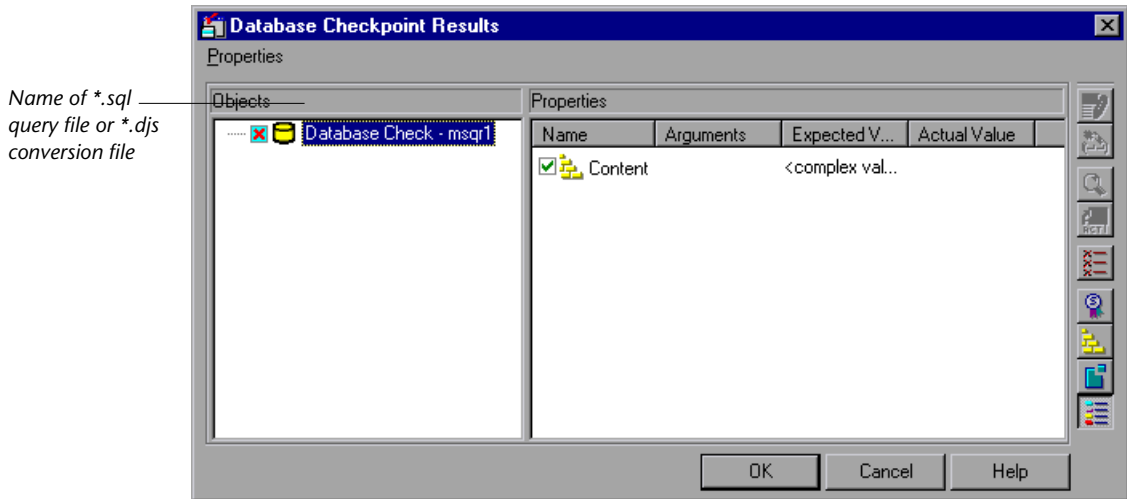 Database Checkpoint Results
Properties
Name of *.sql
query file or *.djs
conversion file
Objects
Database Check - msqr1
Properties
Name Arguments Expected V... Actual Value
Content <complex val...
ACT!
OK Cancel Help